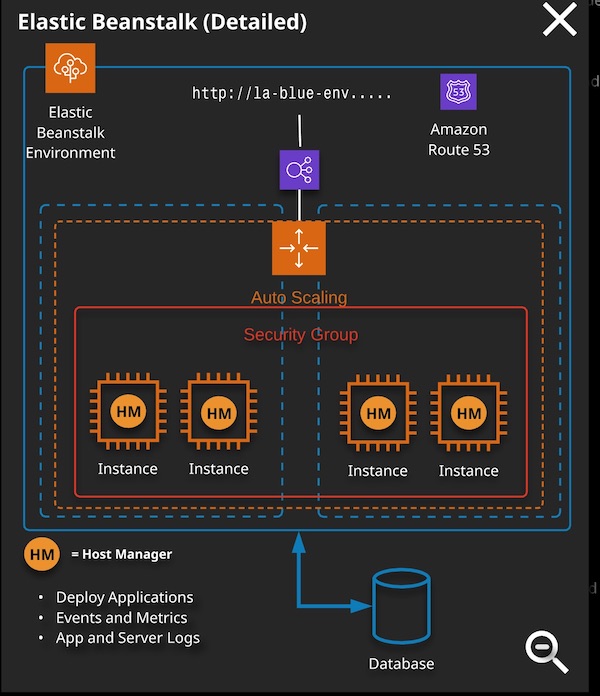 Elastic Beanstalk (Detailed)
http://la-blue-env.....
53
Elastic
Beanstalk
Environment
Amazon
Route 53
Auto Scaling
Security Group
HM
HM
HM
HM
Instance
Instance
Instance
Instance
HM
= Host Manager
• Deploy Applications
• Events and Metrics
• App and Server Logs
Database